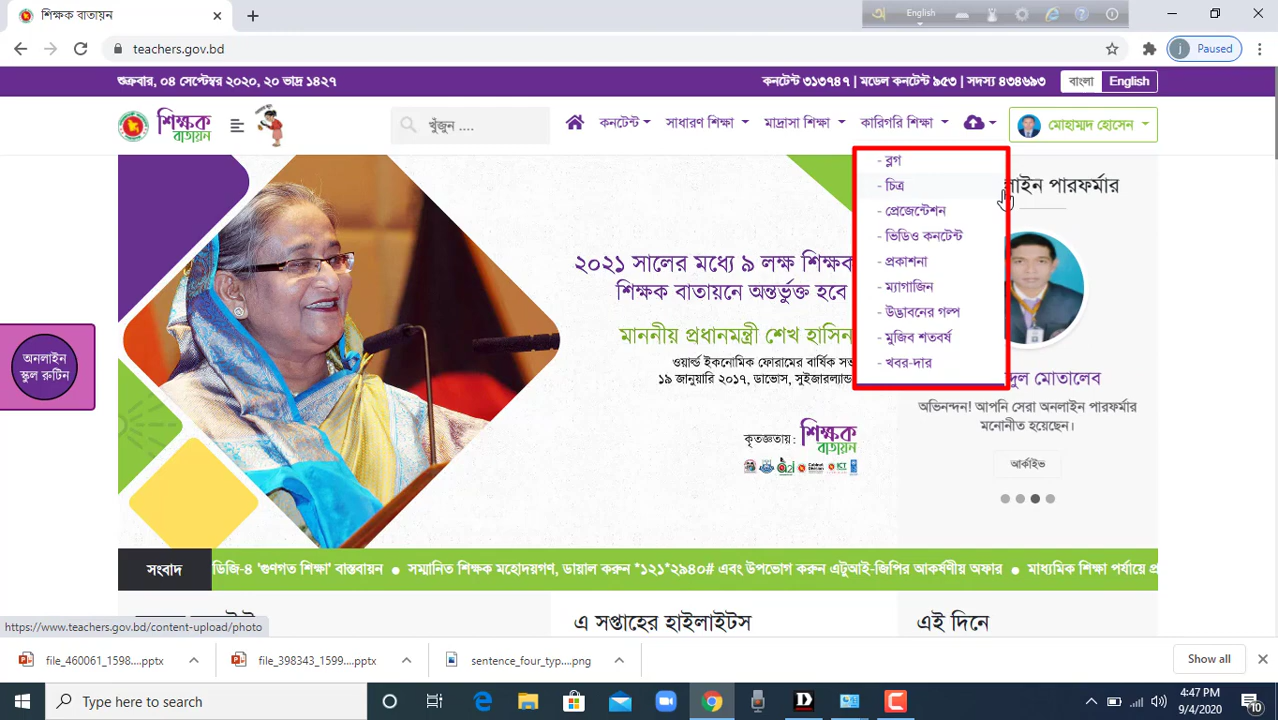 শিক্ষক বাতায়ন
English
teachers.gov.bd
j Paused
শুক্রবার, ০৪ সেপ্টেম্বর ২০২০, ২০ ভাদ্র ১৪২৭
কনটেন্ট ৩১৩৭৪৭ | মডেল কনটেন্ট ৯৫৩ | সদস্য ৪৩৪৬৯৩
বাংলা English
শিক্ষক
বাতায়ন
খুঁজুন ....
কনটেন্ট
সাধারণ শিক্ষা
মাদ্রাসা শিক্ষা
কারিগরি শিক্ষা
মোহাম্মদ হোসেন
- ব্লগ
- চিত্র
- প্রেজেন্টেশন
- ভিডিও কনটেন্ট
- প্রকাশনা
- ম্যাগাজিন
- উদ্ভাবনের গল্প
- মুজিব শতবর্ষ
- খবর-দার
২০২১ সালের মধ্যে ৯ লক্ষ শিক্ষক
শিক্ষক বাতায়নে অন্তর্ভুক্ত হবে
মাননীয় প্রধানমন্ত্রী শেখ হাসিন
ওয়ার্ল্ড ইকনোমিক ফোরামের বার্ষিক সভ
১৯ জানুয়ারি ২০১৭, ডাভোস, সুইজারল্যান্ড
কৃতজ্ঞতায়: শিক্ষক
বাতায়ন
লাইন পারফর্মার
দুল মোতালেব
অভিনন্দন! আপনি সেরা অনলাইন পারফর্মার
মনোনীত হয়েছেন।
আর্কাইভ
অনলাইন
স্কুল রুটিন
সংবাদ
ডিজি-৪ 'গুণগত শিক্ষা' বাস্তবায়ন ● সম্মানিত শিক্ষক মহোদয়গণ, ডায়াল করুন *১২১*২৯৪০# এবং উপভোগ করুন এটুআই-জিপির আকর্ষণীয় অফার ● মাধ্যমিক শিক্ষা পর্যায়ে প্র
এ সপ্তাহের হাইলাইটস
এই দিনে
https://www.teachers.gov.bd/content-upload/photo
file_460061_1598....pptx
file_398343_1599....pptx
sentence_four_typ....png
Show all
Type here to search
4:47 PM
9/4/2020
10